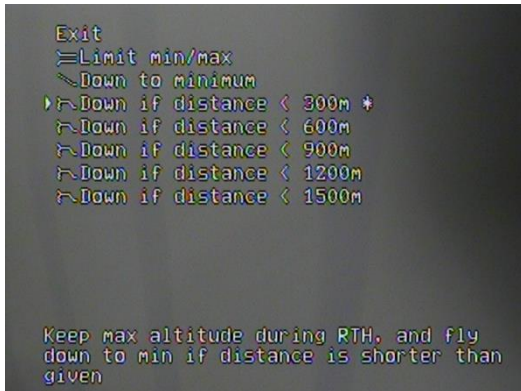 Exit
Limit min/max
Down to minimum
Down if distance < 300m *
Down if distance < 600m
Down if distance < 900m
Down if distance < 1200m
Down if distance < 1500m
Keep max altitude during RTH, and fly
down to min if distance is shorter than
given